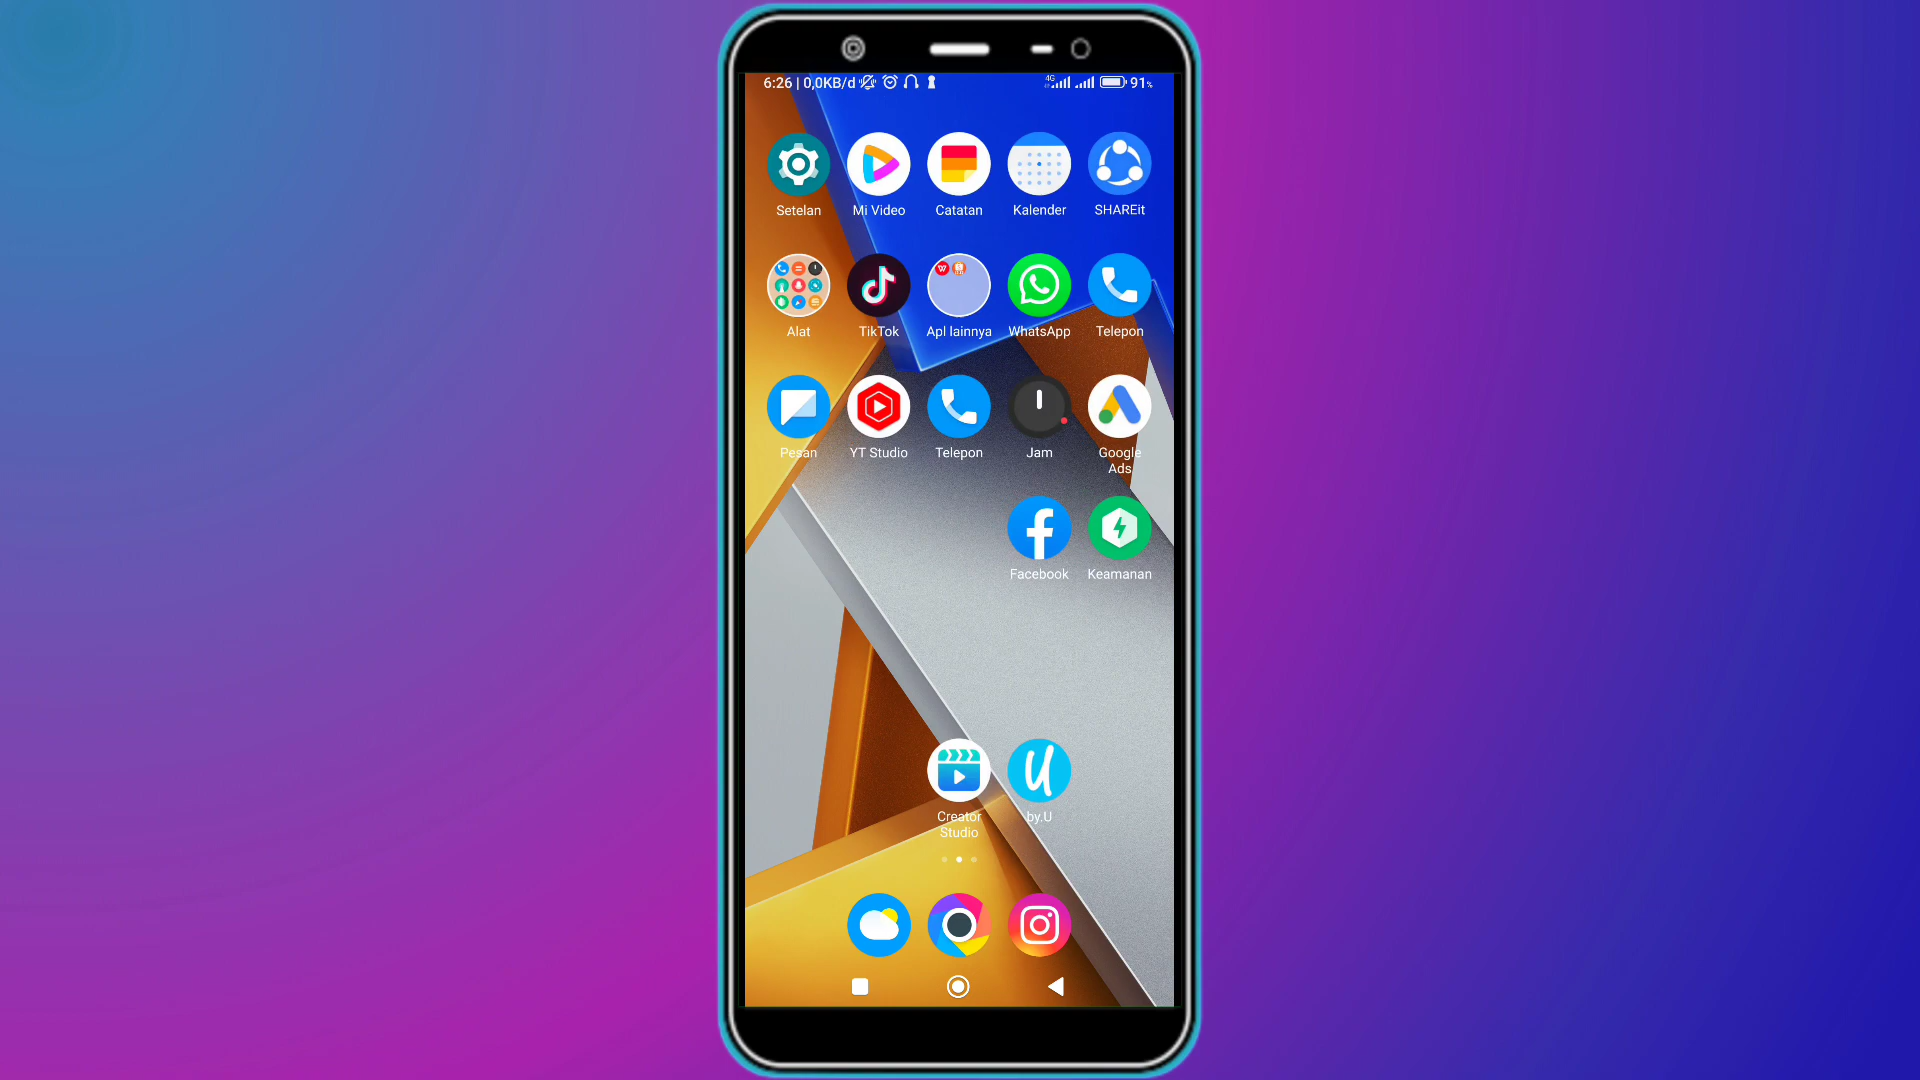 6:26 | 0,0KB/d 4G 91%
Setelan Mi Video Catatan Kalender SHAREit
Alat TikTok Apl lainnya WhatsApp Telepon
Pesan YT Studio Telepon Jam Google
Ads
Facebook Keamanan
Creator by.U
Studio